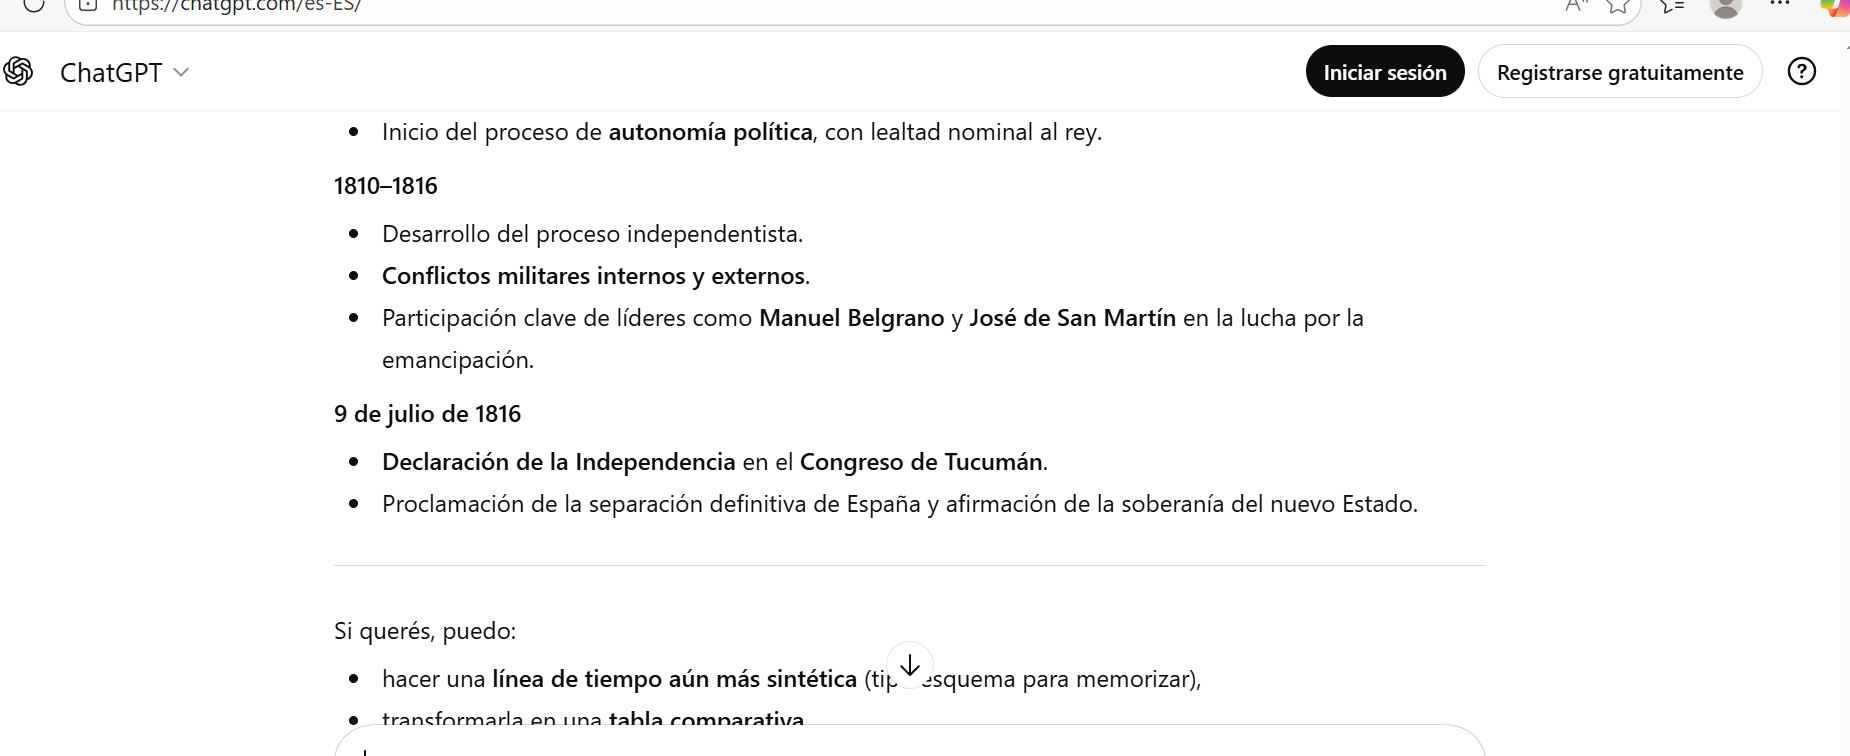 https://chatgpt.com/es-ES/
ChatGPT
Iniciar sesión
Registrarse gratuitamente
Inicio del proceso de autonomía política, con lealtad nominal al rey.
1810–1816
Desarrollo del proceso independentista.
Conflictos militares internos y externos.
Participación clave de líderes como Manuel Belgrano y José de San Martín en la lucha por la
emancipación.
9 de julio de 1816
Declaración de la Independencia en el Congreso de Tucumán.
Proclamación de la separación definitiva de España y afirmación de la soberanía del nuevo Estado.
Si querés, puedo:
hacer una línea de tiempo aún más sintética (tip esquema para memorizar),
transformarla en una tabla comparativa